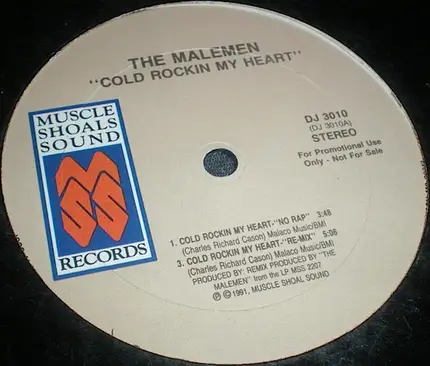 THE MALEMEN
"COLD ROCKIN MY HEART"
MUSCLE
SHOALS
SOUND
RECORDS
DJ 3010
(DJ 3010A)
STEREO
For Promotional Use
Only - Not For Sale
1. COLD ROCKIN MY HEART-"NO RAP" 3:48
(Charles Richard Cason) Malaco Music/BMI
3. COLD ROCKIN MY HEART-"RE-MIX" 5:06
(Charles Richard Cason) Malaco Music/BMI
PRODUCED BY: REMIX PRODUCED BY "THE
MALEMEN" from the LP MSS 2207
℗ 1991, MUSCLE SHOAL SOUND